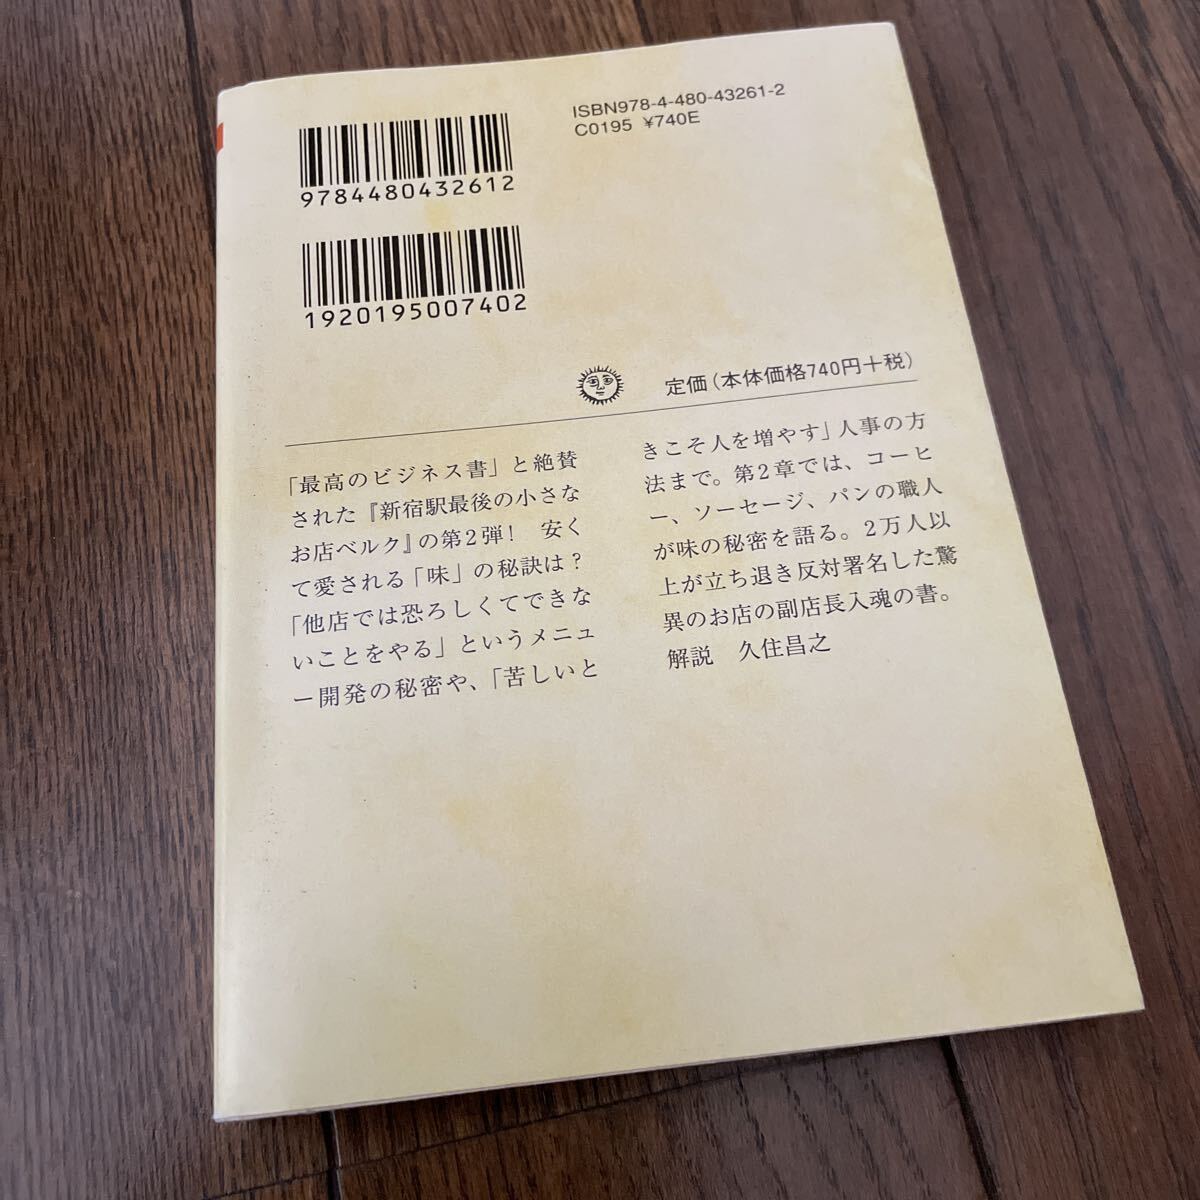 ISBN978-4-480-43261-2
C0195 ¥740E
9784480432612
1920195007402
定価(本体価格740円+税)
「最高のビジネス書」と絶賛
された『新宿駅最後の小さな
お店ベルク』の第2弾! 安く
て愛される「味」の秘訣は?
「他店では恐ろしくてできな
いことをやる」というメニュ
ー開発の秘密や、「苦しいと
きこそ人を増やす」人事の方
法まで。第2章では、コーヒ
ー、ソーセージ、パンの職人
が味の秘密を語る。2万人以
上が立ち退き反対署名した驚
異のお店の副店長入魂の書。
解説 久住昌之